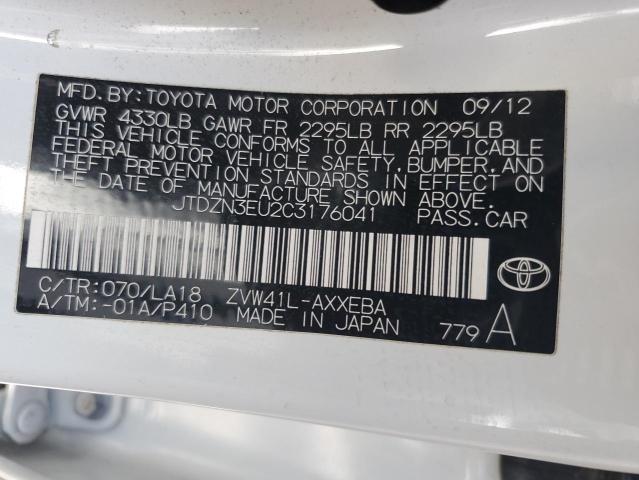 MFD. BY: TOYOTA MOTOR CORPORATION 09/12
GVWR 4330LB GAWR FR 2295LB RR 2295LB
THIS VEHICLE CONFORMS TO ALL APPLICABLE
FEDERAL MOTOR VEHICLE SAFETY, BUMPER, AND
THEFT PREVENTION STANDARDS IN EFFECT ON
THE DATE OF MANUFACTURE SHOWN ABOVE.
JTDZN3EU2C3176041 PASS. CAR
C/TR: 070/LA18 ZVW41L-AXXEBA
A/TM: -01A/P410 MADE IN JAPAN 779 A